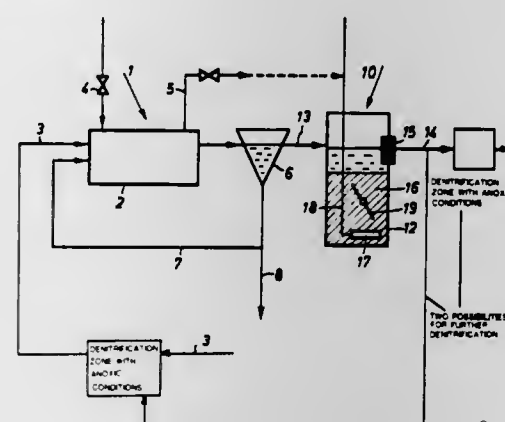 1
10
4
5
3
13
15
14
6
2
16
18
19
12
17
7
8
3
DENITRIFICATION
ZONE WITH
ANOXIC
CONDITIONS
DENITRIFICATION
ZONE WITH
CONDITIONS
TWO POSSIBILITIES
FOR FURTHER
DENITRIFICATION